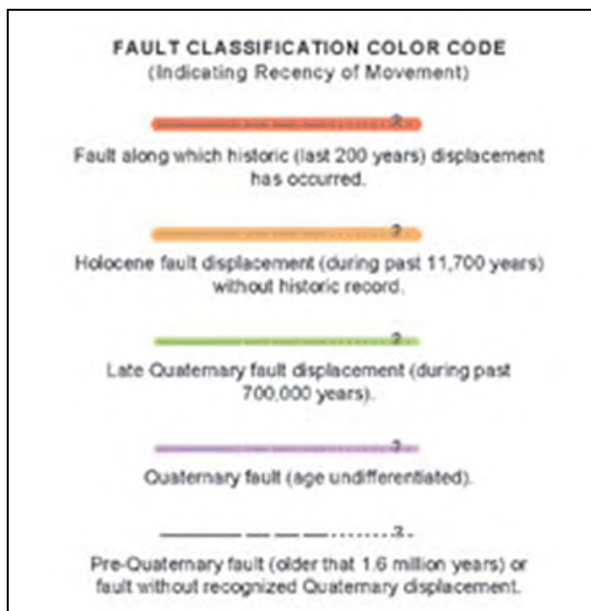 FAULT CLASSIFICATION COLOR CODE
(Indicating Recency of Movement)
?
Fault along which historic (last 200 years) displacement
has occurred.
?
Holocene fault displacement (during past 11,700 years)
without historic record.
?
Late Quaternary fault displacement (during past
700,000 years).
?
Quaternary fault (age undifferentiated).
?
Pre-Quaternary fault (older that 1.6 million years) or
fault without recognized Quaternary displacement.